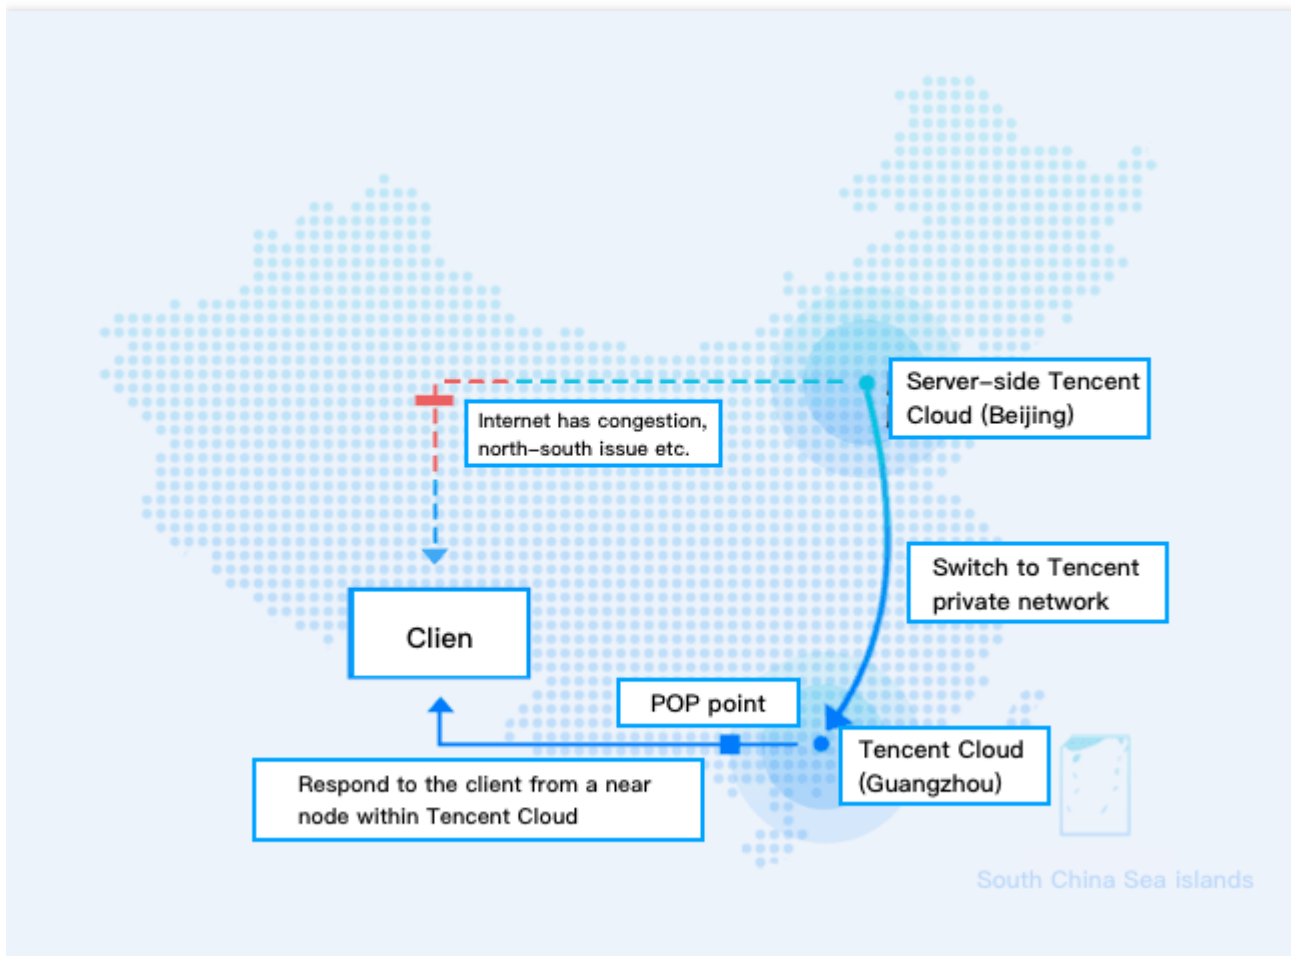 Server-side Tencent
Cloud (Beijing)
Internet has congestion,
north-south issue etc.
Switch to Tencent
private network
Clien
POP point
Tencent Cloud
(Guangzhou)
Respond to the client from a near
node within Tencent Cloud
South China Sea islands